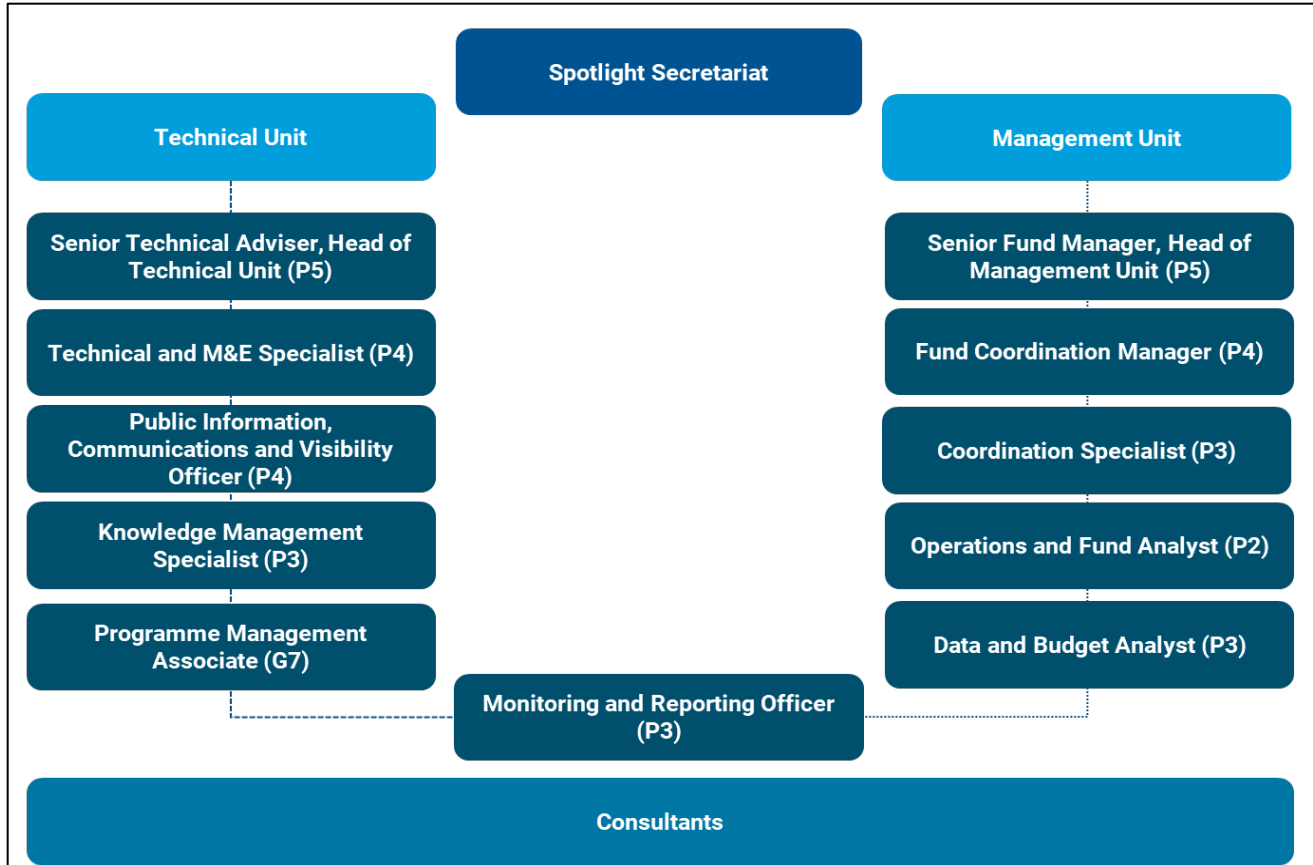 Spotlight Secretariat
Technical Unit
Senior Technical Adviser, Head of
Technical Unit (P5)
Technical and M&E Specialist (P4)
Public Information,
Communications and Visibility
Officer (P4)
Knowledge Management
Specialist (P3)
Programme Management
Associate (G7)
Management Unit
Senior Fund Manager, Head of
Management Unit (P5)
Fund Coordination Manager (P4)
Coordination Specialist (P3)
Operations and Fund Analyst (P2)
Data and Budget Analyst (P3)
Monitoring and Reporting Officer
(P3)
Consultants